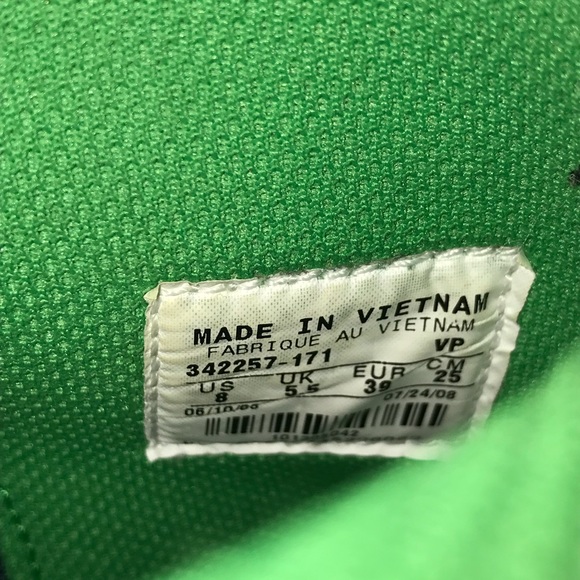 MADE IN VIETNAM
FABRIQUE AU VIETNAM
342257-171 VP
US UK EUR CM
8 5.5 39 25
07/24/08